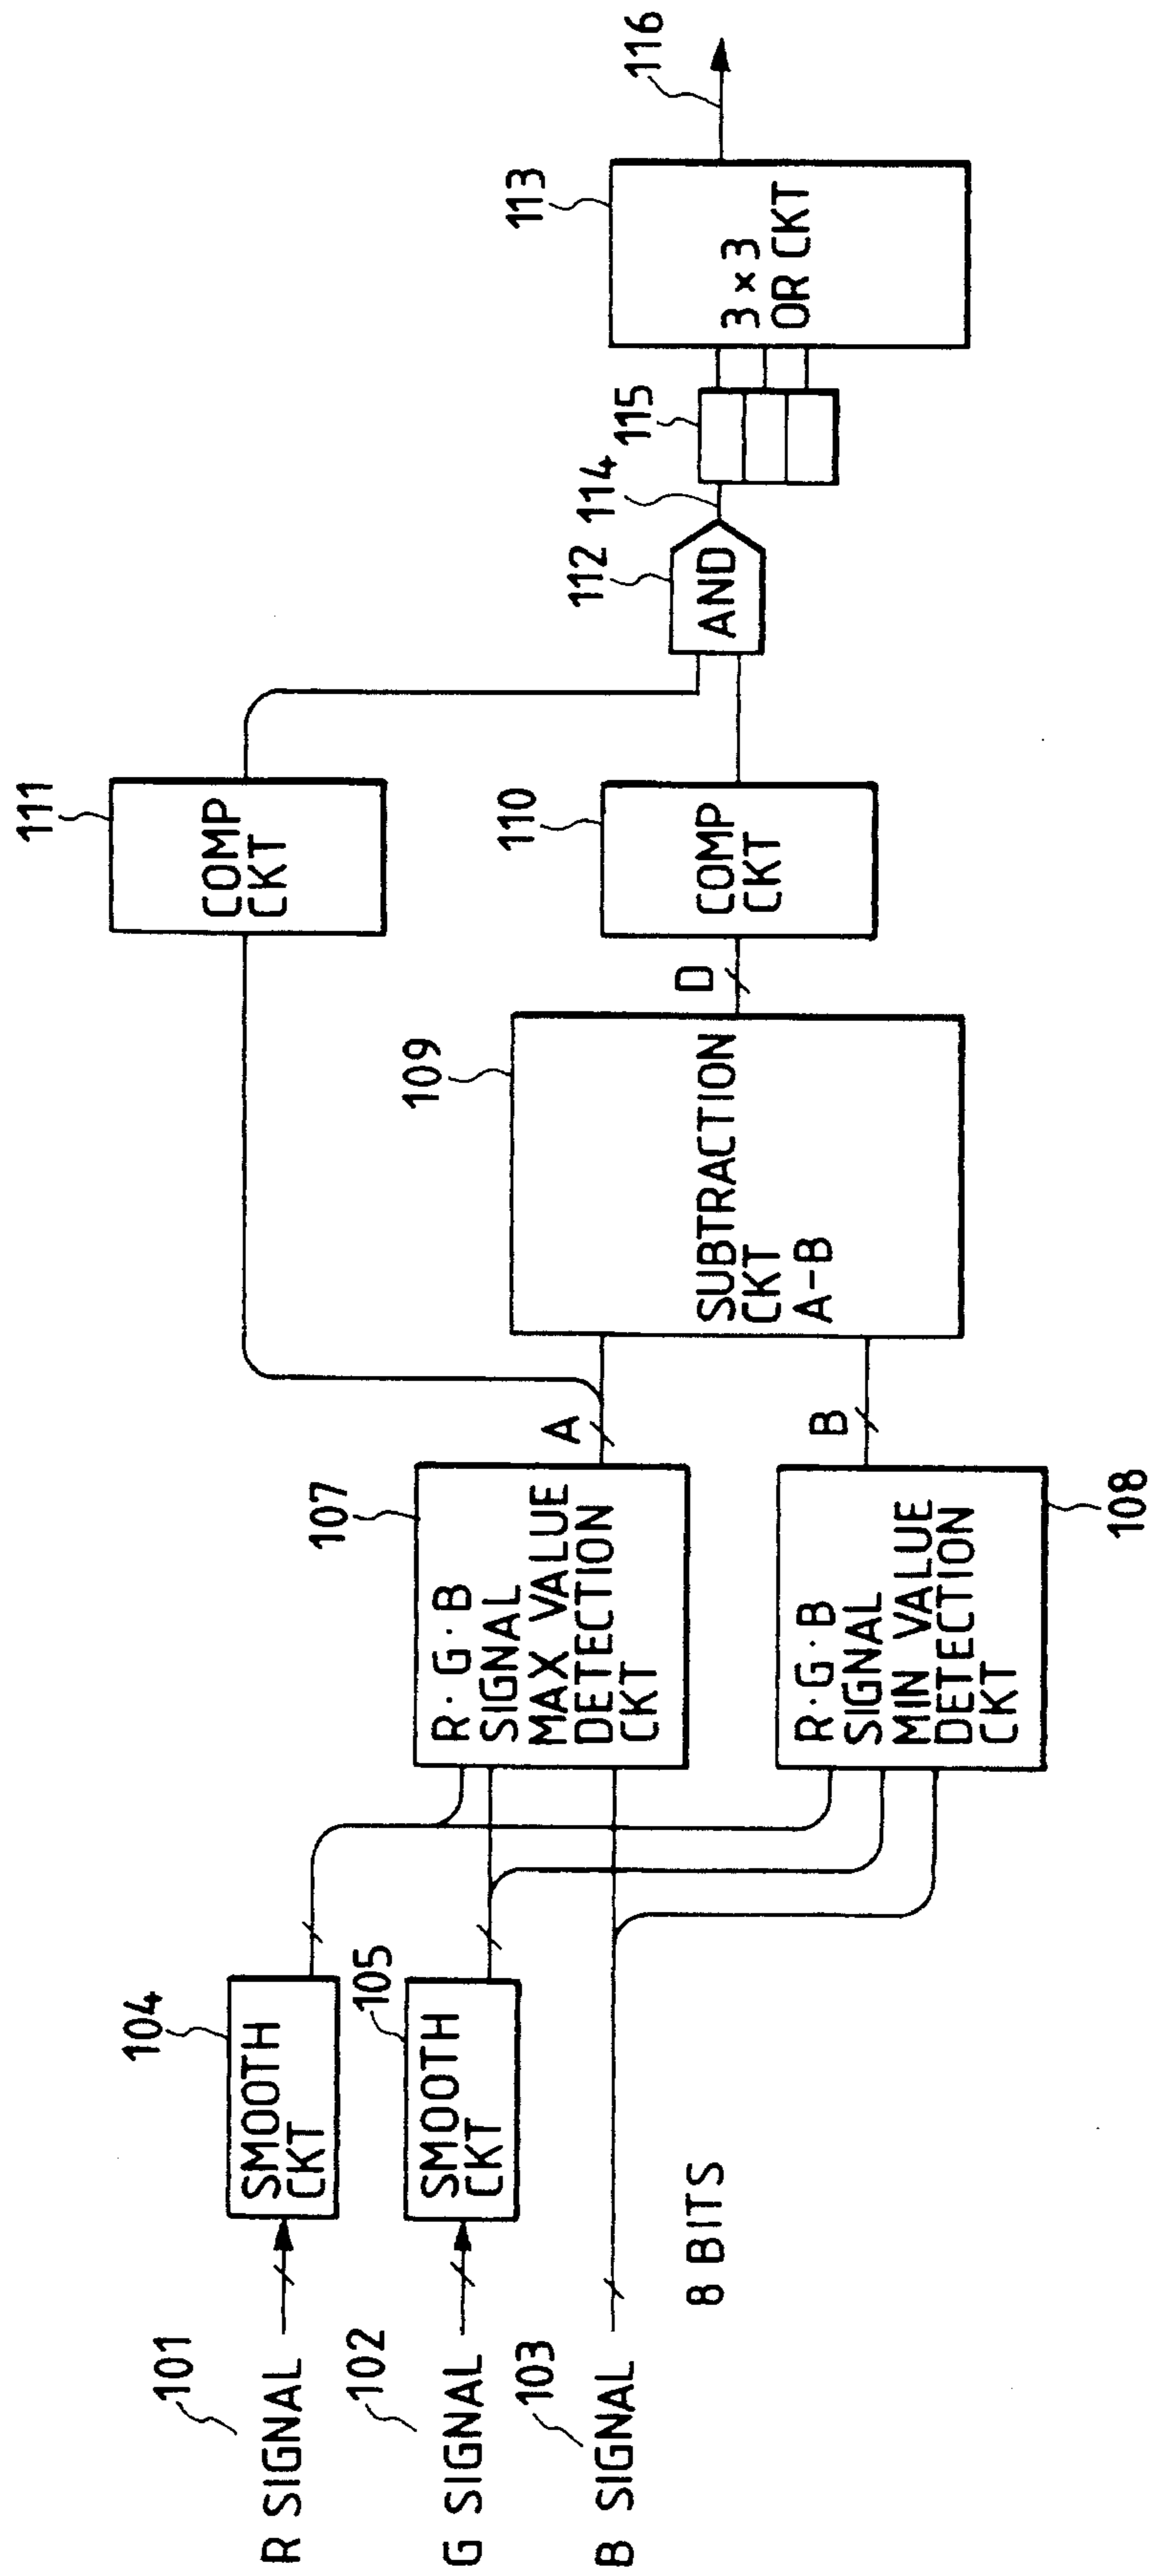 101
R SIGNAL
102
G SIGNAL
103
B SIGNAL
8 BITS
104
SMOOTH
CKT
105
SMOOTH
CKT
107
R·G·B
SIGNAL
MAX VALUE
DETECTION
CKT
R·G·B
SIGNAL
MIN VALUE
DETECTION
CKT
108
A
B
109
SUBTRACTION
CKT
A-B
D
111
COMP
CKT
110
COMP
CKT
112
AND
114
115
113
3×3
OR CKT
116